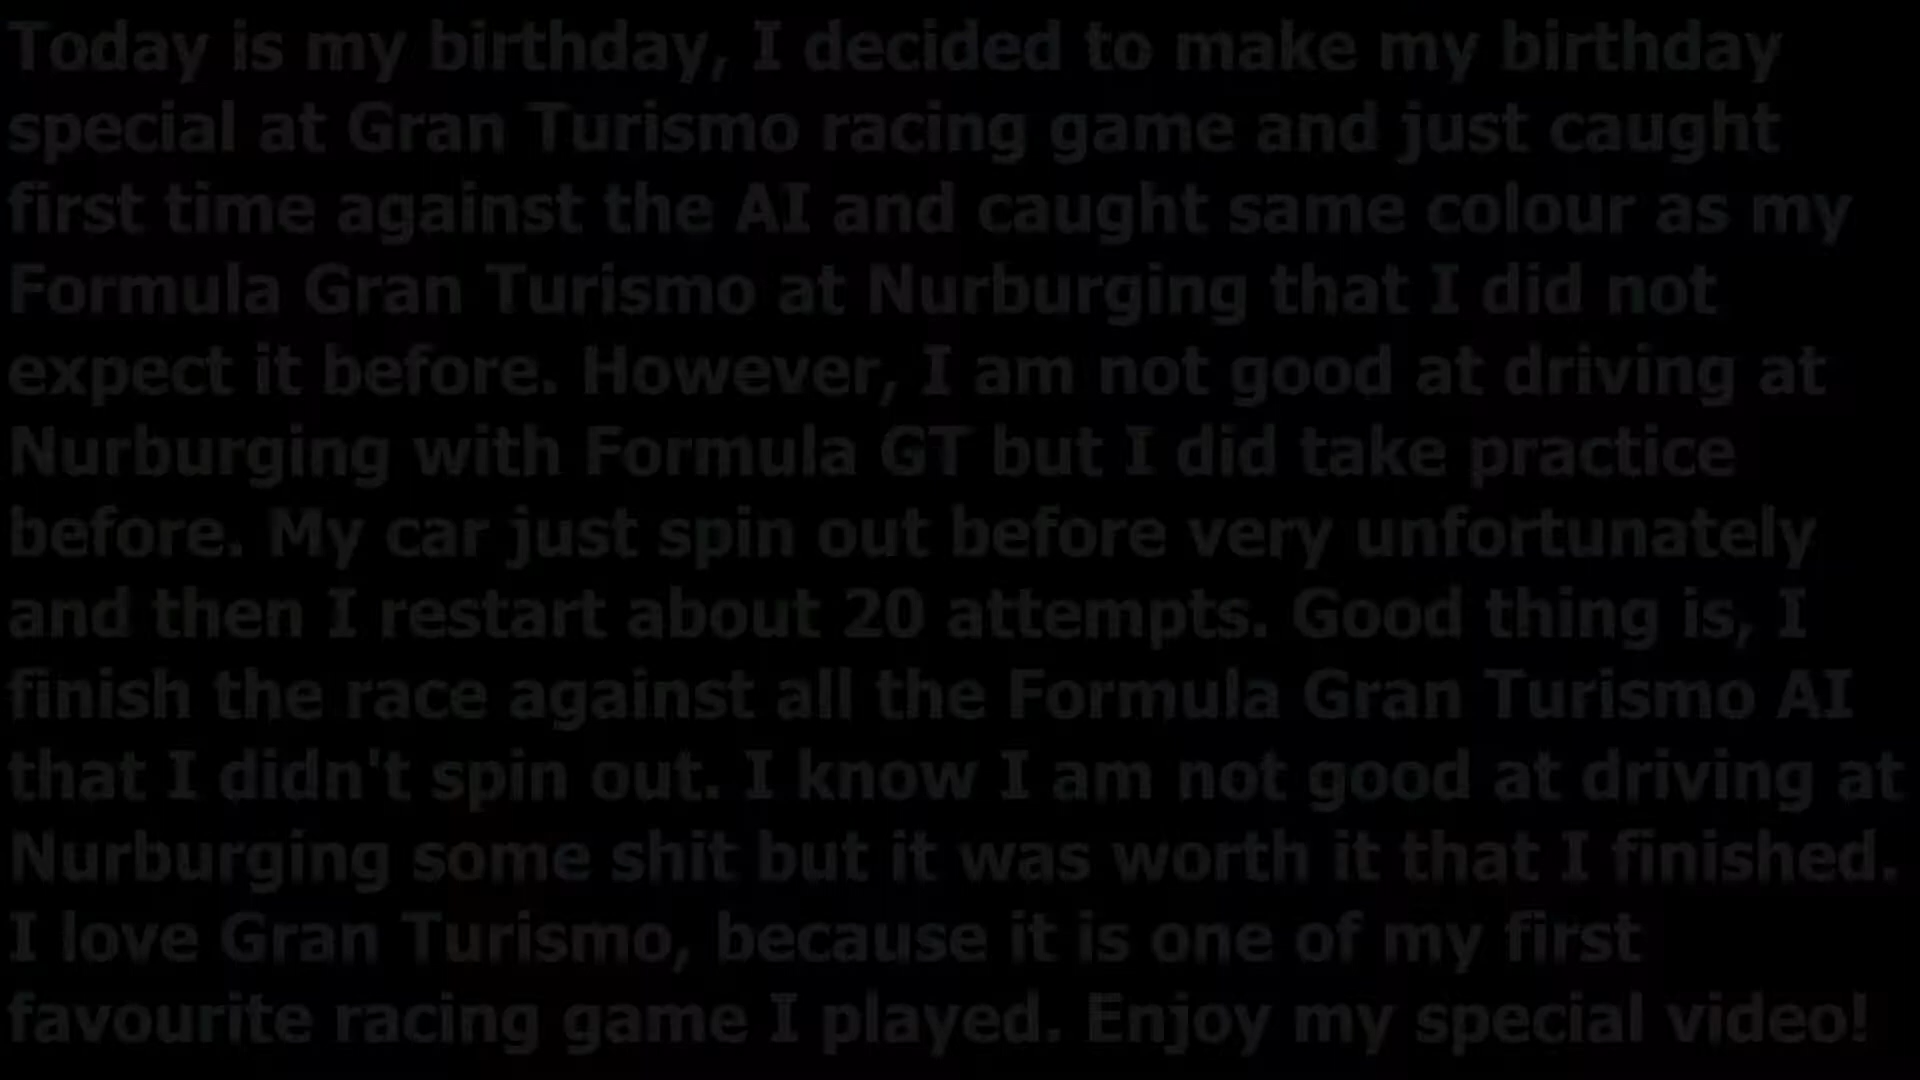 Today is my birthday, I decided to make my birthday
special at Gran Turismo racing game and just caught
first time against the AI and caught same colour as my
Formula Gran Turismo at Nurburging that I did not
expect it before. However, I am not good at driving at
Nurburging with Formula GT but I did take practice
before. My car just spin out before very unfortunately
and then I restart about 20 attempts. Good thing is, I
finish the race against all the Formula Gran Turismo AI
that I didn't spin out. I know I am not good at driving at
Nurburging some shit but it was worth it that I finished.
I love Gran Turismo, because it is one of my first
favourite racing game I played. Enjoy my special video!